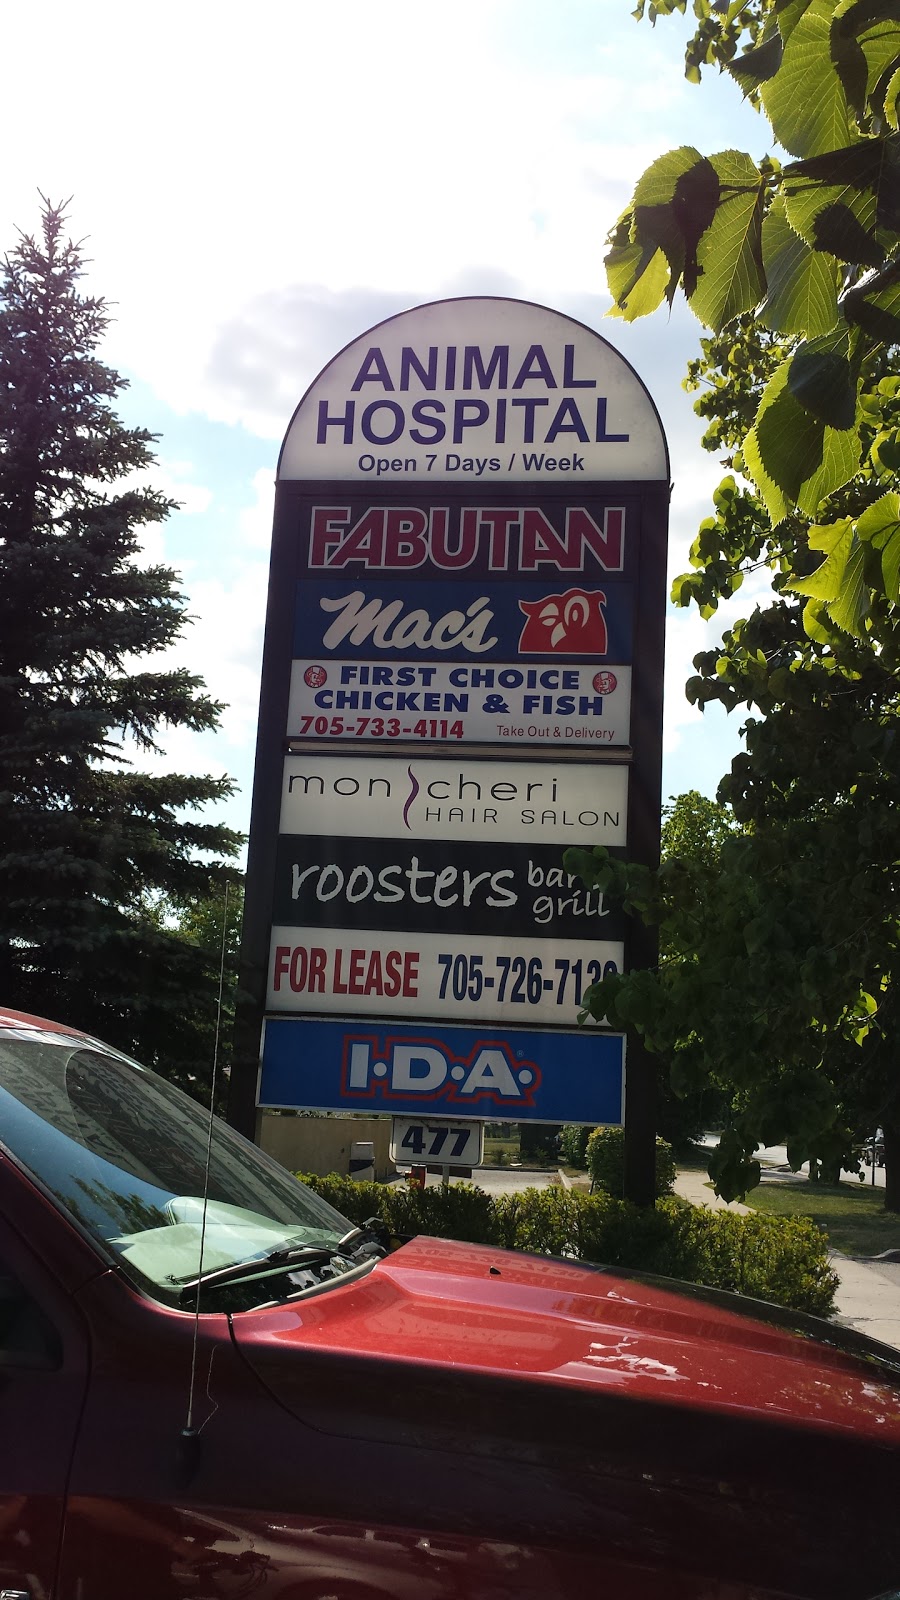 ANIMAL
HOSPITAL
Open 7 Days / Week
FABUTAN
Mac's
FIRST CHOICE
CHICKEN & FISH
705-733-4114 Take Out & Delivery
mon cheri
HAIR SALON
roosters bar
grill
FOR LEASE
I·D·A·
477